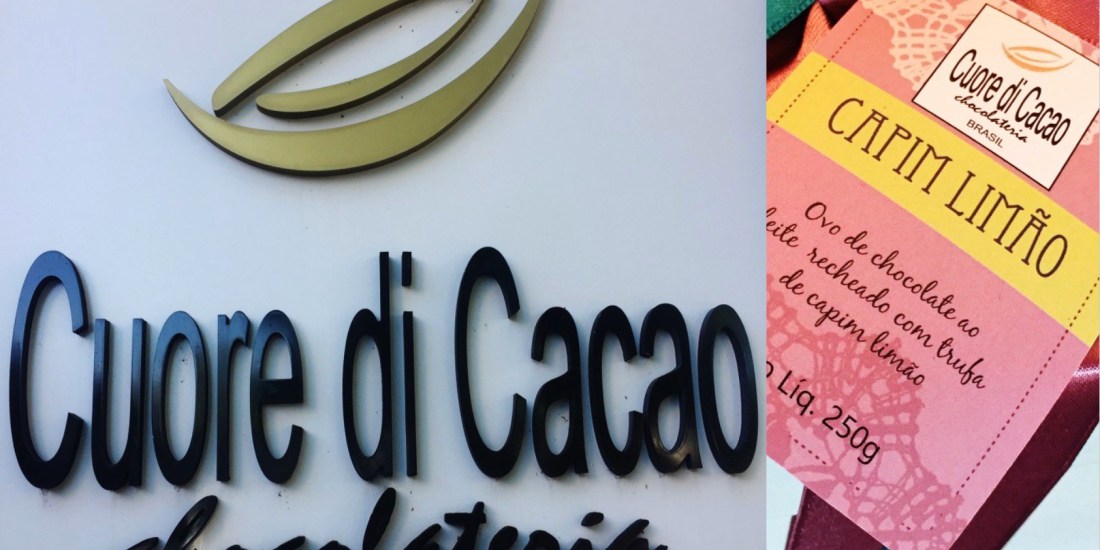 Cuore di Cacao
chocolateria
Cuore di Cacao
chocolateria
BRASIL
CAPIM LIMÃO
Ovo de chocolate ao
leite recheado com trufa
de capim limão
Líq. 250g